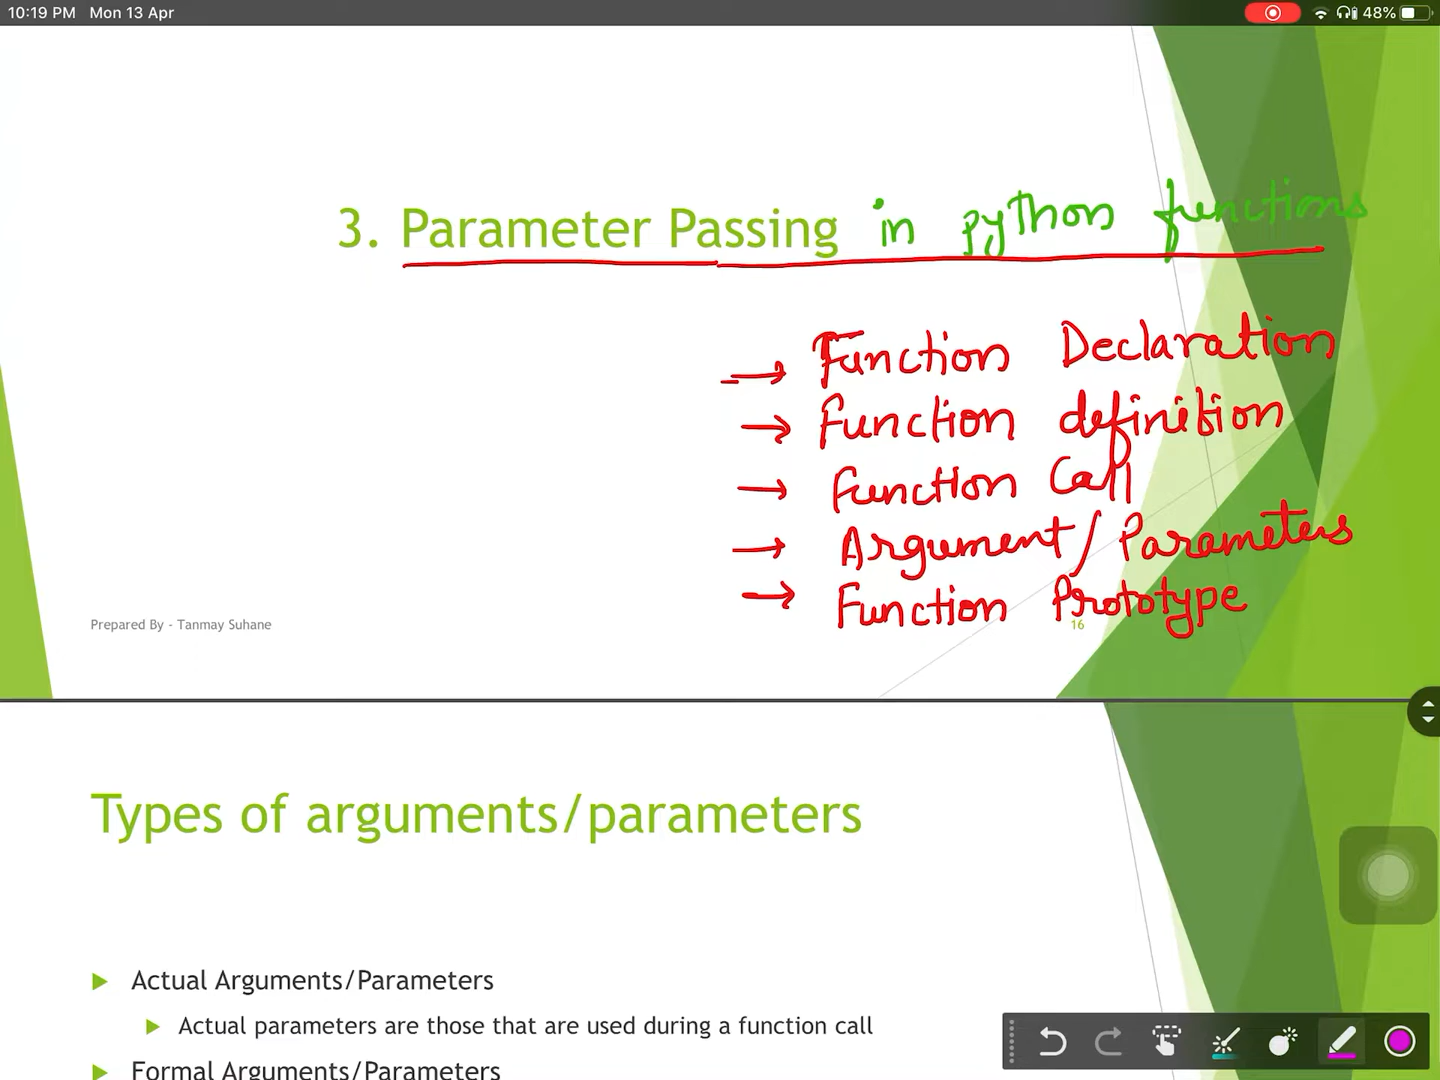 10:19 PM Mon 13 Apr 48%
3. Parameter Passing in python functions
→ Function Declaration
→ Function definition
→ Function Call
→ Argument/Parameters
→ Function Prototype
Prepared By - Tanmay Suhane 16
Types of arguments/parameters
Actual Arguments/Parameters
Actual parameters are those that are used during a function call
Formal Arguments/Parameters